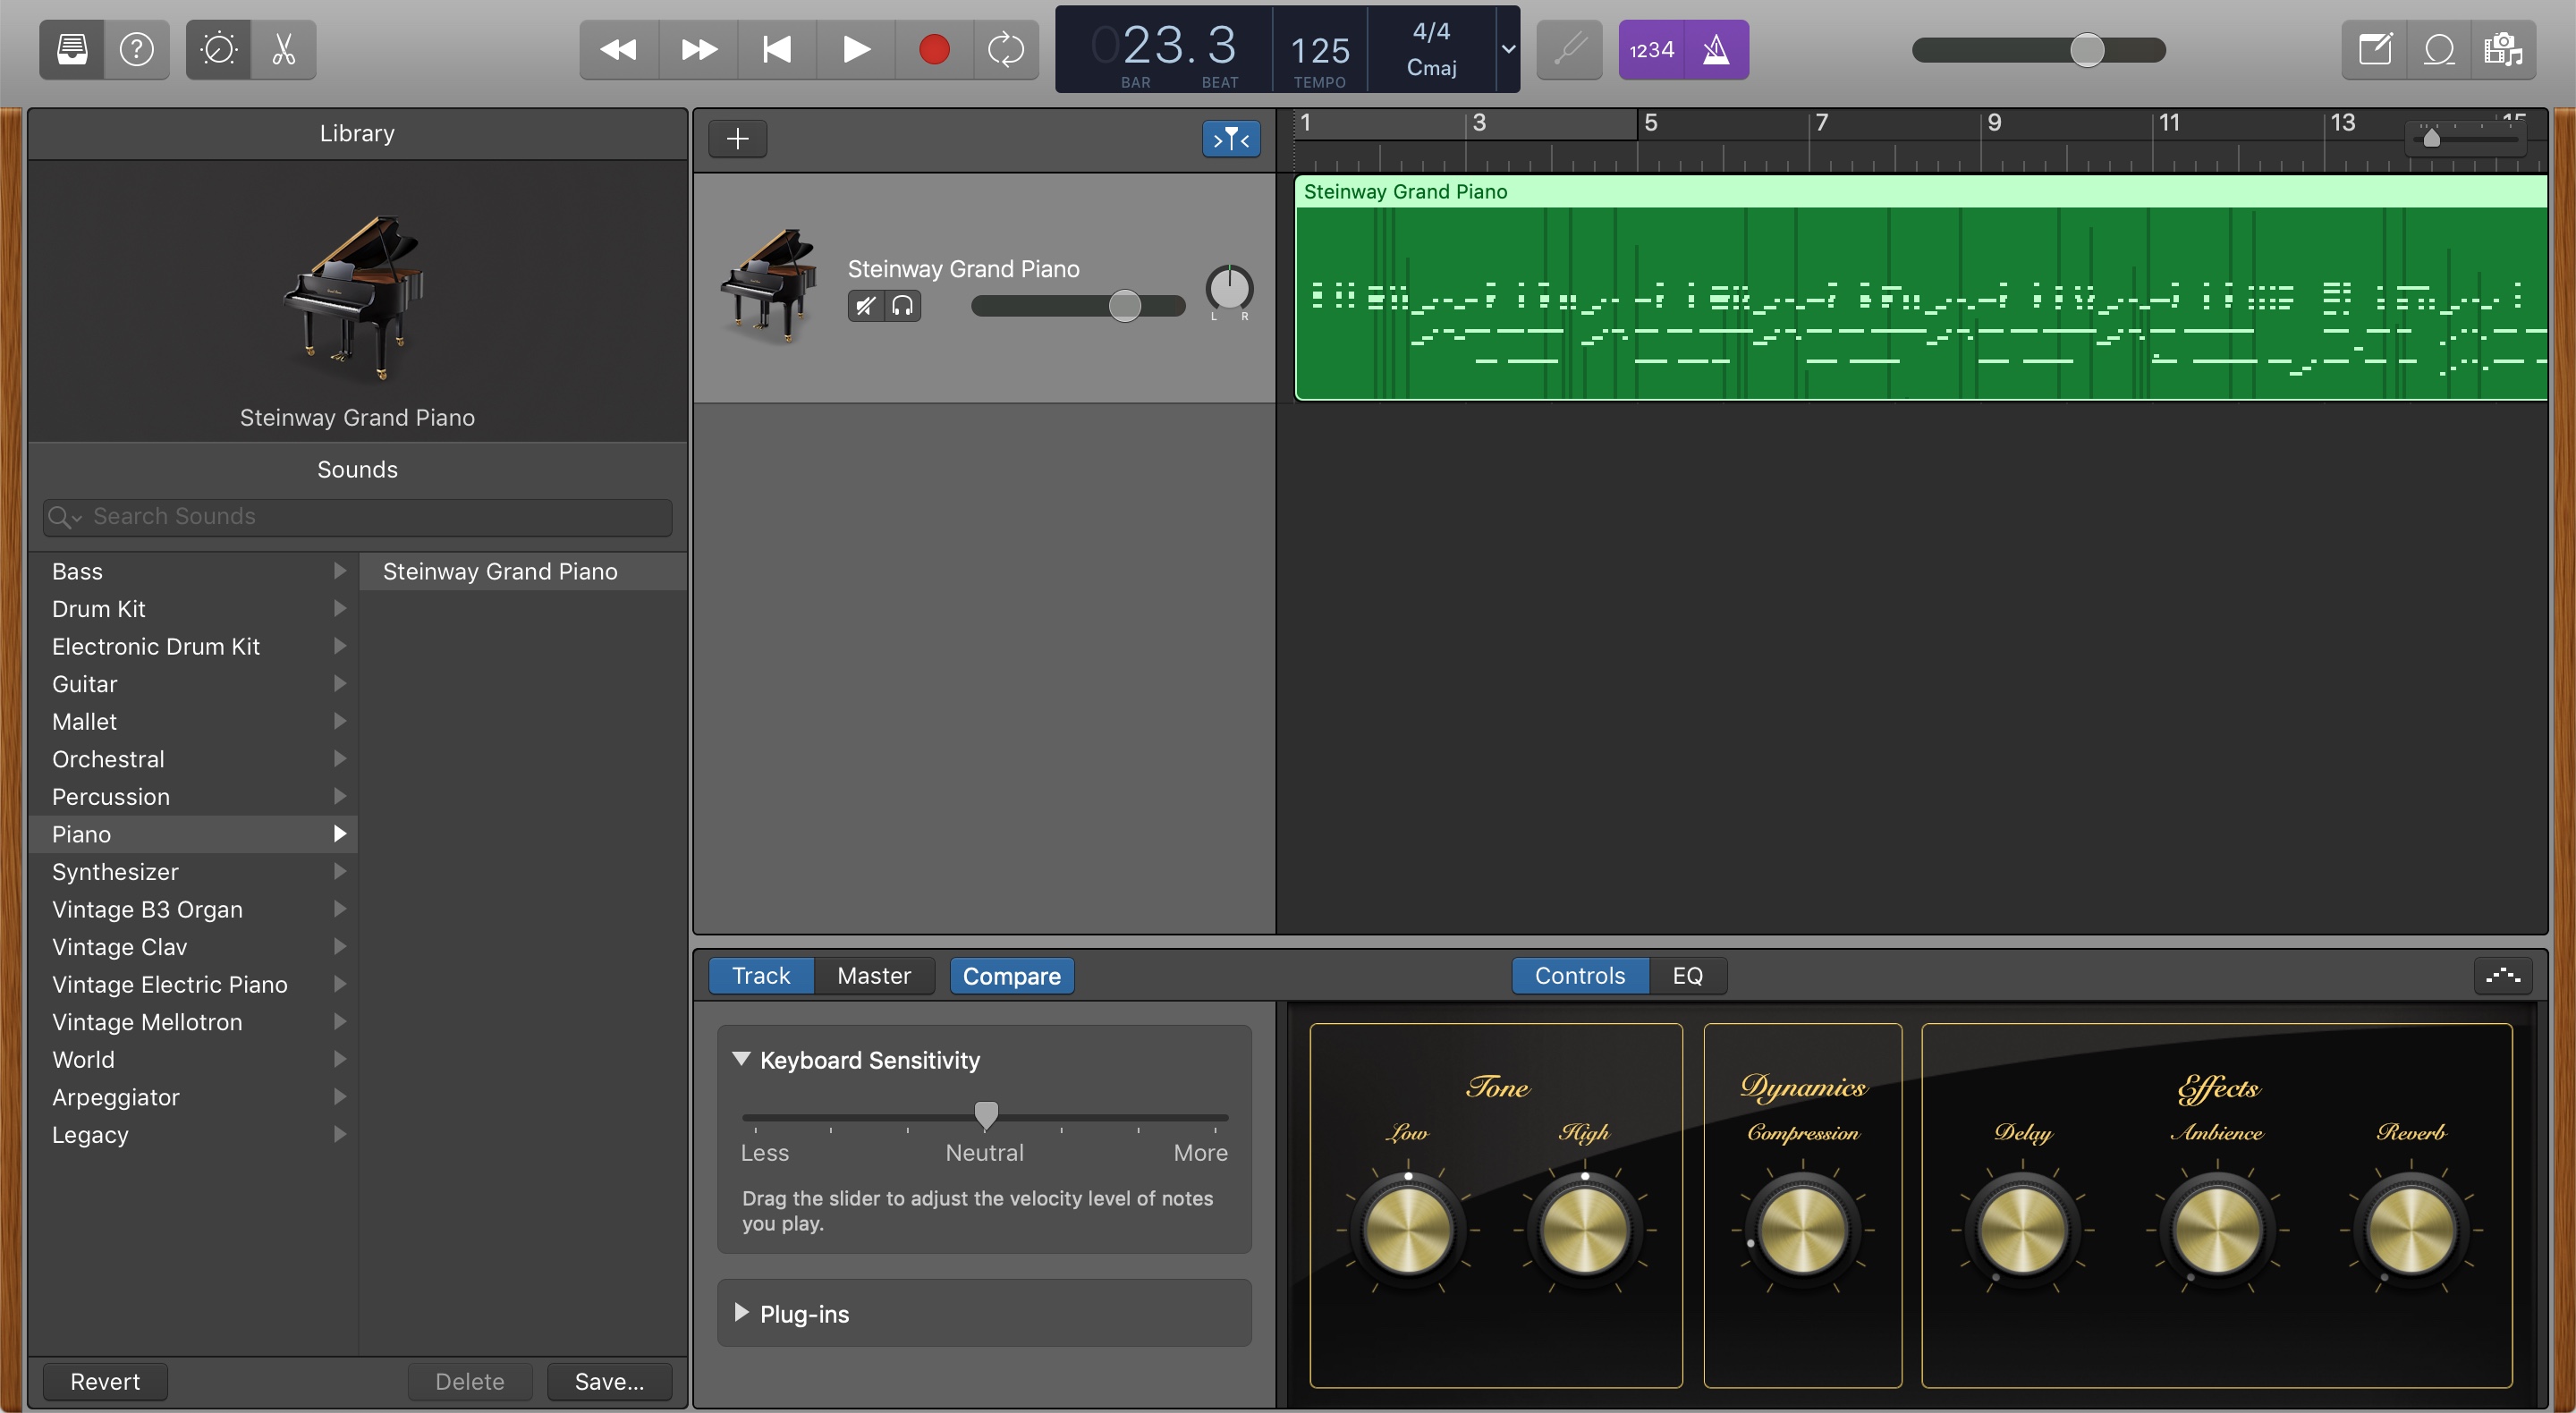 023.3
BAR
BEAT
125
TEMPO
4/4
Cmaj
1234
Library
Steinway Grand Piano
Sounds
Search Sounds
Bass
Drum Kit
Electronic Drum Kit
Guitar
Mallet
Orchestral
Percussion
Piano
Synthesizer
Vintage B3 Organ
Vintage Clav
Vintage Electric Piano
Vintage Mellotron
World
Arpeggiator
Legacy
Steinway Grand Piano
Revert
Delete
Save...
1 3 5 7 9 11 13 15
Steinway Grand Piano
L R
Steinway Grand Piano
Track
Master
Compare
Controls
EQ
Keyboard Sensitivity
Less
Neutral
More
Drag the slider to adjust the velocity level of notes
you play.
Plug-ins
Tone
Low
High
Dynamics
Compression
Effects
Delay
Ambience
Reverb